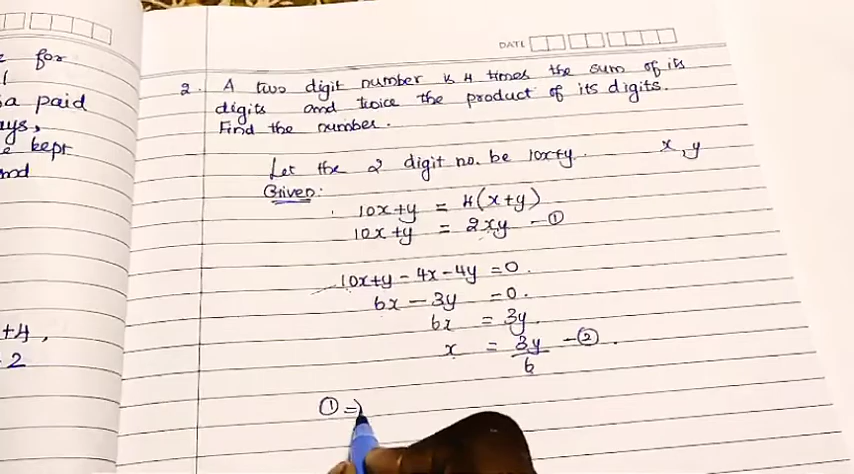 for
a paid
ays,
kept
+4,
2
DATE
2. A two digit number is 4 times the sum of its
digits and twice the product of its digits.
Find the number.
Let the 2 digit no. be 10x+y. x, y
Given:
10x+y = 4(x+y)
10x+y = 2xy - ①
10x+y - 4x - 4y = 0.
6x - 3y = 0.
6x = 3y.
x = 3y/6 - ②.
① =>